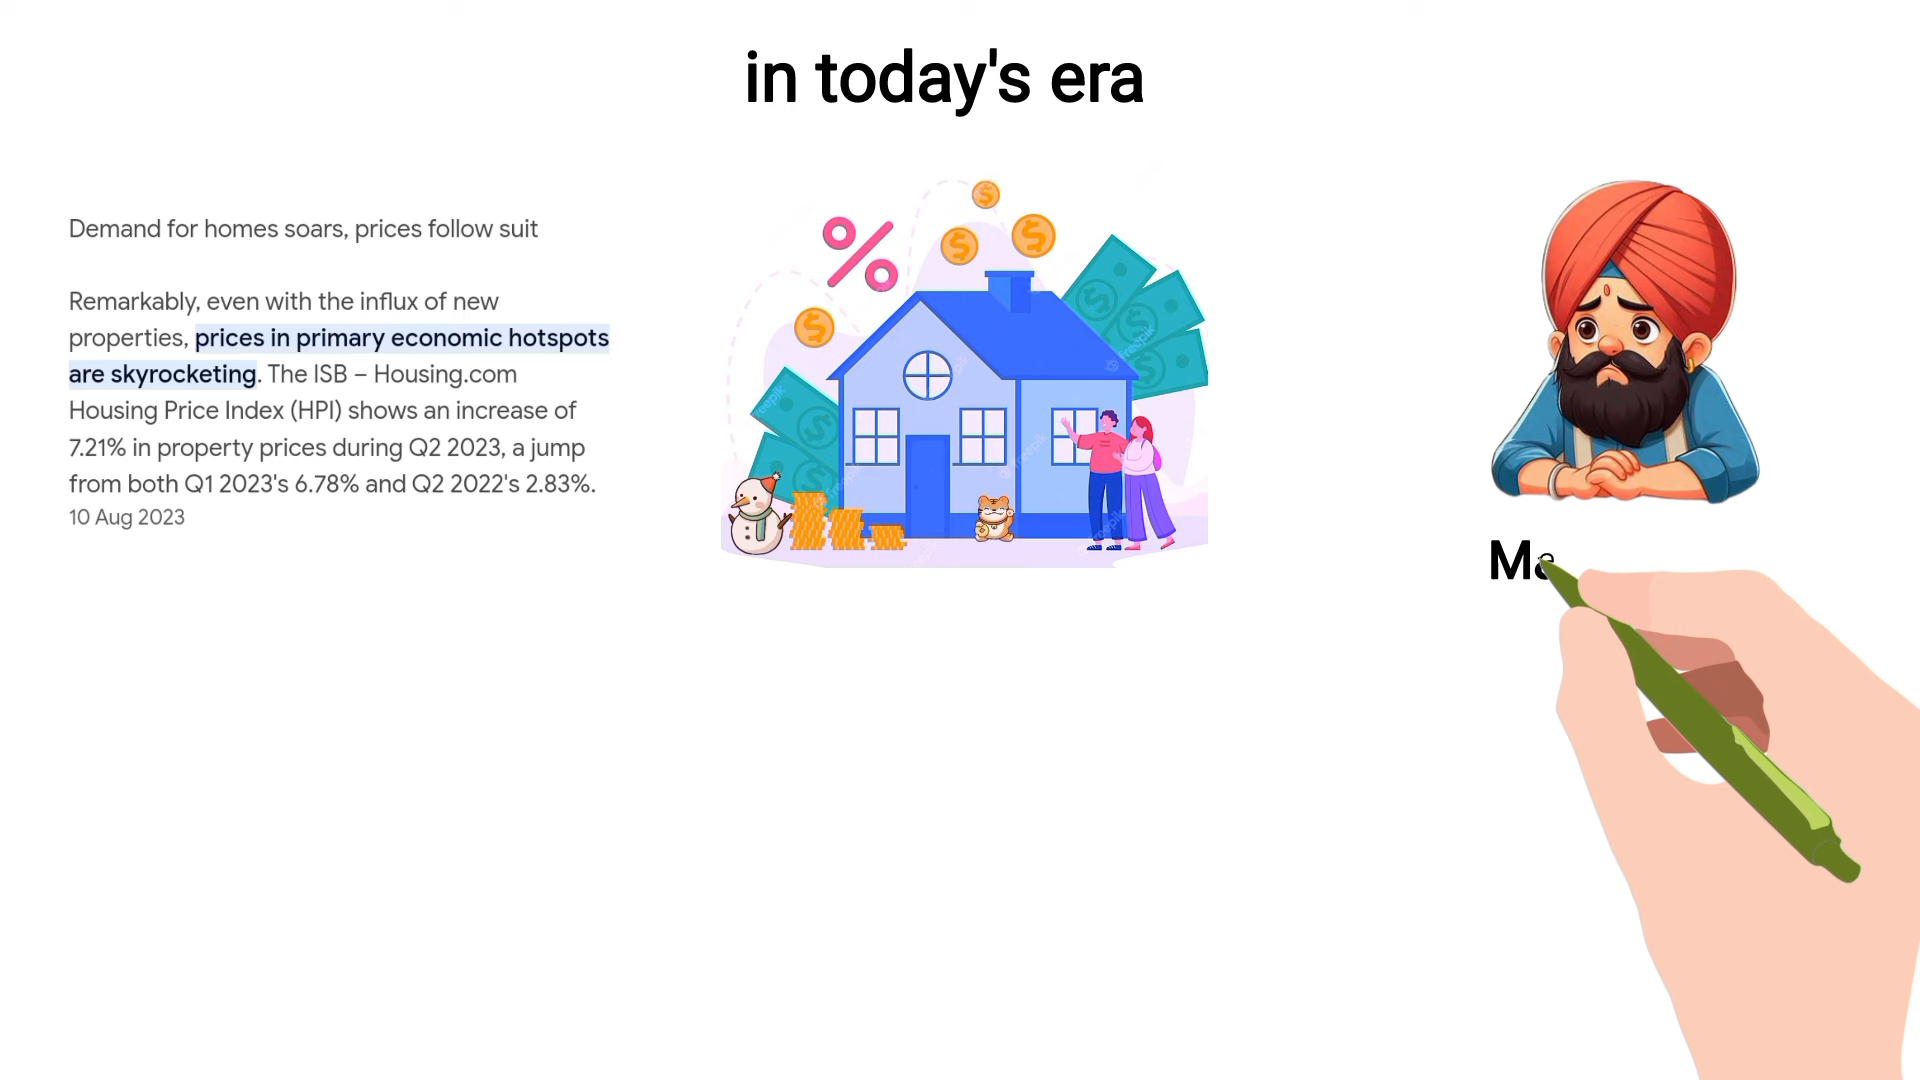 in today's era
Demand for homes soars, prices follow suit
Remarkably, even with the influx of new
properties, prices in primary economic hotspots
are skyrocketing. The ISB – Housing.com
Housing Price Index (HPI) shows an increase of
7.21% in property prices during Q2 2023, a jump
from both Q1 2023's 6.78% and Q2 2022's 2.83%.
10 Aug 2023
Ma